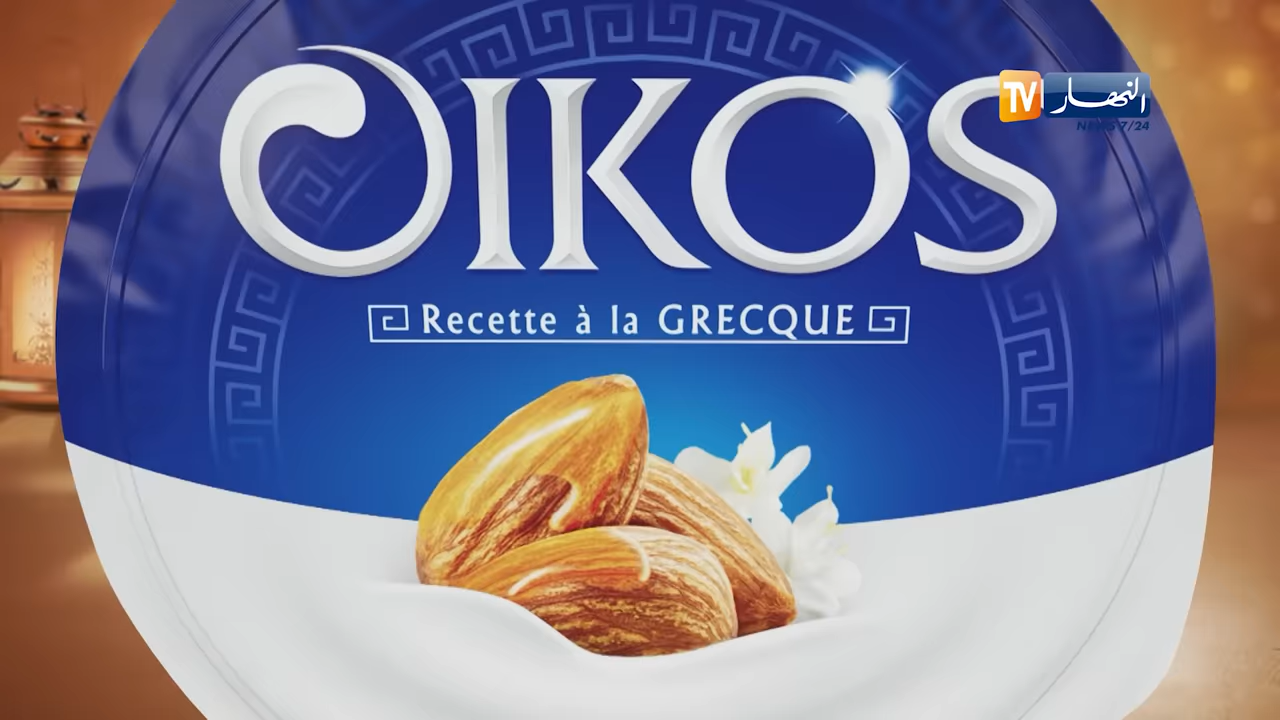 OIKOS
TV النهار
NEWS 7/24
Recette à la GRECQUE